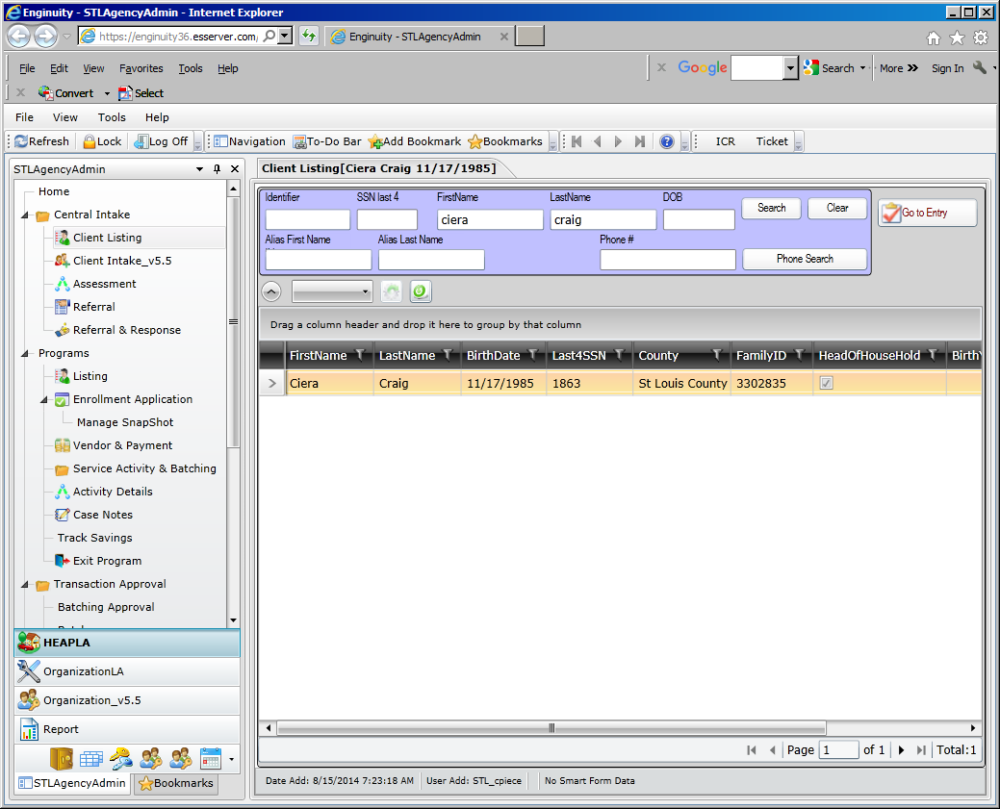 Enginuity - STLAgencyAdmin - Internet Explorer
https://enginuity36.esserver.com, Enginuity - STLAgencyAdmin
File Edit View Favorites Tools Help Google Search More >> Sign In
Convert Select
File View Tools Help
Refresh Lock Log Off Navigation To-Do Bar Add Bookmark Bookmarks ICR Ticket
STLAgencyAdmin
Home
Central Intake
Client Listing
Client Intake_v5.5
Assessment
Referral
Referral & Response
Programs
Listing
Enrollment Application
Manage SnapShot
Vendor & Payment
Service Activity & Batching
Activity Details
Case Notes
Track Savings
Exit Program
Transaction Approval
Batching Approval
HEAPLA
OrganizationLA
Organization_v5.5
Report
STLAgencyAdmin Bookmarks
Client Listing[Ciera Craig 11/17/1985]
Identifier SSN last 4 FirstName LastName DOB
ciera craig Search Clear Go to Entry
Alias First Name Alias Last Name Phone #
Phone Search
Drag a column header and drop it here to group by that column
FirstName LastName BirthDate Last4SSN County FamilyID HeadOfHouseHold
Ciera Craig 11/17/1985 1863 St Louis County 3302835
Page 1 of 1 Total:1
Date Add: 8/15/2014 7:23:18 AM User Add: STL_cpiece No Smart Form Data